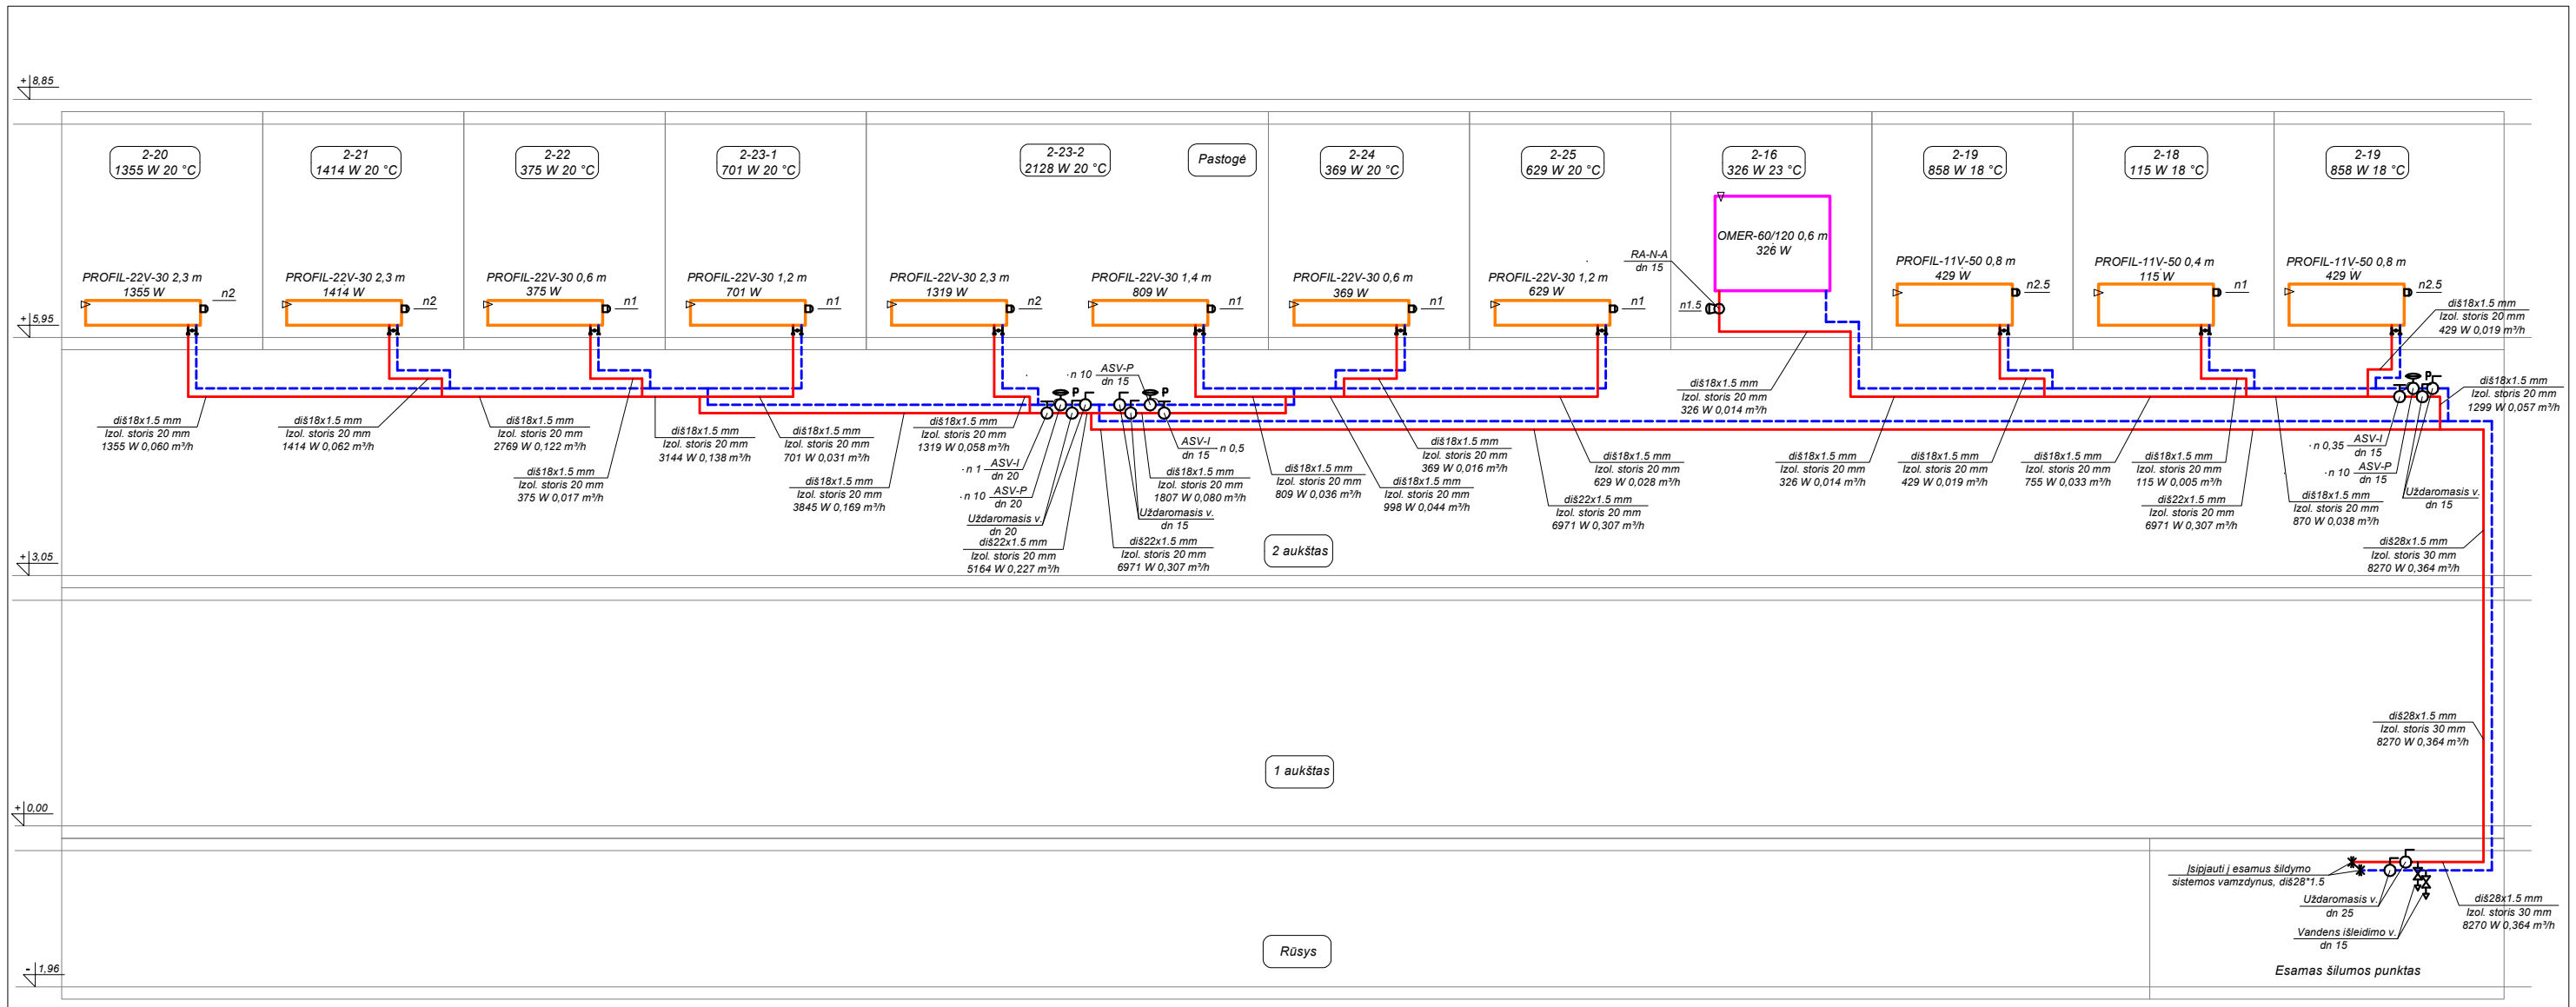 + 8,85
2-20
1355 W 20 °C
2-21
1414 W 20 °C
2-22
375 W 20 °C
2-23-1
701 W 20 °C
2-23-2
2128 W 20 °C
Pastogė
2-24
369 W 20 °C
2-25
629 W 20 °C
2-16
326 W 23 °C
2-19
858 W 18 °C
2-18
115 W 18 °C
2-19
858 W 18 °C
PROFIL-22V-30 2,3 m
1355 W
n2
PROFIL-22V-30 2,3 m
1414 W
n2
PROFIL-22V-30 0,6 m
375 W
n1
PROFIL-22V-30 1,2 m
701 W
n1
PROFIL-22V-30 2,3 m
1319 W
n2
PROFIL-22V-30 1,4 m
809 W
n1
PROFIL-22V-30 0,6 m
369 W
n1
PROFIL-22V-30 1,2 m
629 W
n1
RA-N-A
dn 15
n1.5
OMER-60/120 0,6 m
326 W
PROFIL-11V-50 0,8 m
429 W
n2.5
PROFIL-11V-50 0,4 m
115 W
n1
PROFIL-11V-50 0,8 m
429 W
n2.5
diš18x1.5 mm
Izol. storis 20 mm
429 W 0,019 m³/h
+ 5,95
diš18x1.5 mm
Izol. storis 20 mm
1355 W 0,060 m³/h
diš18x1.5 mm
Izol. storis 20 mm
1414 W 0,062 m³/h
diš18x1.5 mm
Izol. storis 20 mm
2769 W 0,122 m³/h
diš18x1.5 mm
Izol. storis 20 mm
375 W 0,017 m³/h
diš18x1.5 mm
Izol. storis 20 mm
3144 W 0,138 m³/h
diš18x1.5 mm
Izol. storis 20 mm
701 W 0,031 m³/h
diš18x1.5 mm
Izol. storis 20 mm
3845 W 0,169 m³/h
diš18x1.5 mm
Izol. storis 20 mm
1319 W 0,058 m³/h
n 1 ASV-I
dn 20
n 10 ASV-P
dn 20
Uždaromasis v.
dn 20
diš22x1.5 mm
Izol. storis 20 mm
5164 W 0,227 m³/h
P
n 10 ASV-P
dn 15
P
ASV-I
dn 15 n 0,5
diš18x1.5 mm
Izol. storis 20 mm
1807 W 0,080 m³/h
Uždaromasis v.
dn 15
diš22x1.5 mm
Izol. storis 20 mm
6971 W 0,307 m³/h
diš18x1.5 mm
Izol. storis 20 mm
809 W 0,036 m³/h
diš18x1.5 mm
Izol. storis 20 mm
998 W 0,044 m³/h
diš18x1.5 mm
Izol. storis 20 mm
369 W 0,016 m³/h
diš18x1.5 mm
Izol. storis 20 mm
629 W 0,028 m³/h
diš22x1.5 mm
Izol. storis 20 mm
6971 W 0,307 m³/h
diš18x1.5 mm
Izol. storis 20 mm
326 W 0,014 m³/h
diš18x1.5 mm
Izol. storis 20 mm
326 W 0,014 m³/h
diš18x1.5 mm
Izol. storis 20 mm
429 W 0,019 m³/h
diš18x1.5 mm
Izol. storis 20 mm
755 W 0,033 m³/h
diš18x1.5 mm
Izol. storis 20 mm
115 W 0,005 m³/h
diš22x1.5 mm
Izol. storis 20 mm
6971 W 0,307 m³/h
P
diš18x1.5 mm
Izol. storis 20 mm
1299 W 0,057 m³/h
n 0,35 ASV-I
dn 15
n 10 ASV-P
dn 15
Uždaromasis v.
dn 15
diš18x1.5 mm
Izol. storis 20 mm
870 W 0,038 m³/h
diš28x1.5 mm
Izol. storis 30 mm
8270 W 0,364 m³/h
2 aukštas
+ 3,05
diš28x1.5 mm
Izol. storis 30 mm
8270 W 0,364 m³/h
1 aukštas
+ 0,00
Įsipjauti į esamus šildymo
sistemos vamzdynus, diš28*1.5
Uždaromasis v.
dn 25
Vandens išleidimo v.
dn 15
diš28x1.5 mm
Izol. storis 30 mm
8270 W 0,364 m³/h
Rūsys
Esamas šilumos punktas
- 1,96